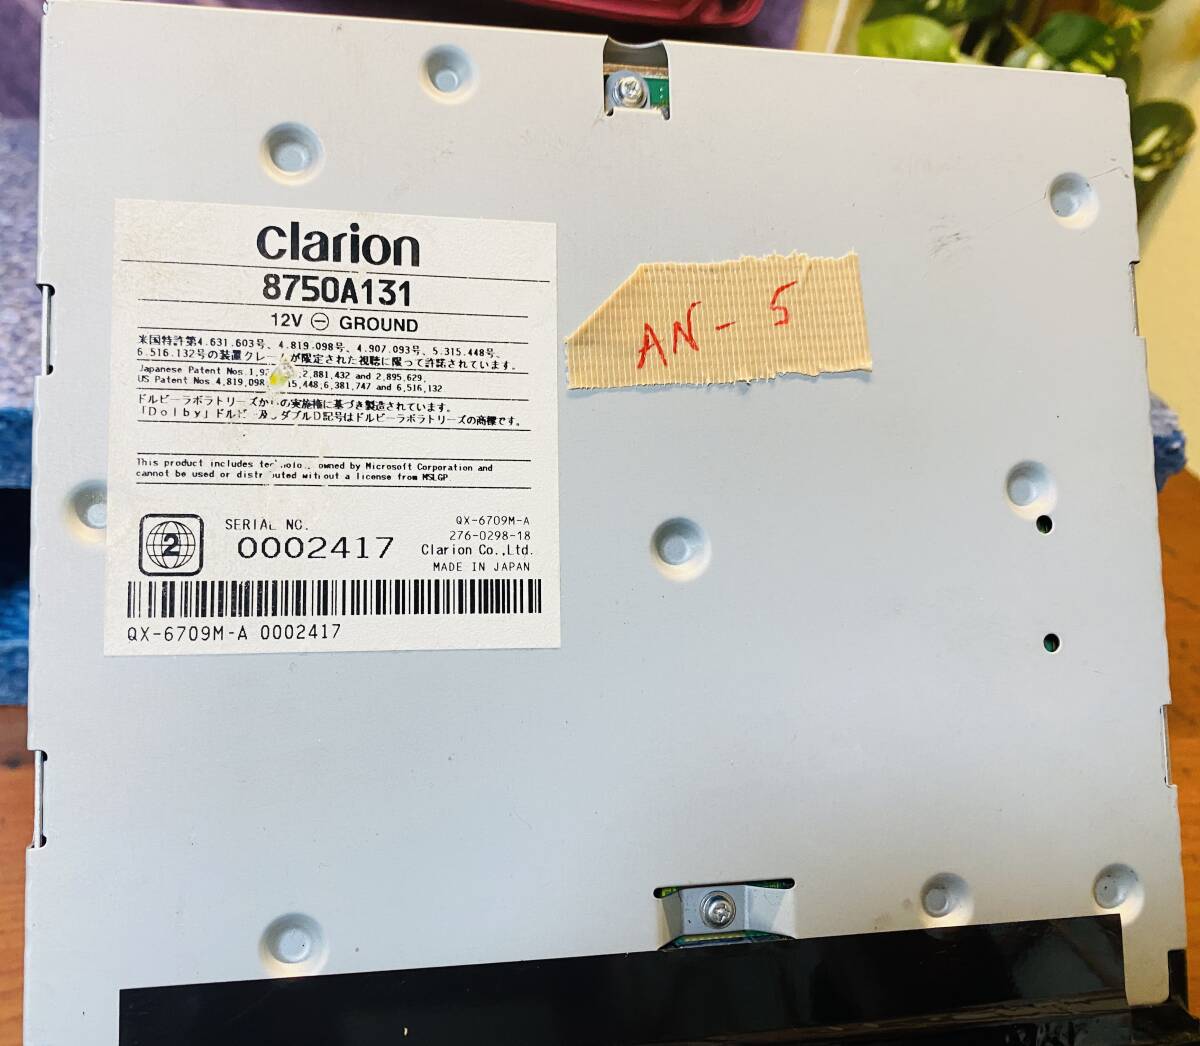 clarion
8750A131
12V ⊖ GROUND
米国特許第4.631.603号、4.819.098号、4.907.093号、5.315.448号、
6.516.132号の装置クレームが限定された視聴に限って許諾されています。
Japanese Patent Nos. 2,881,432 and 2,895,629.
US Patent Nos. 4,819,098 6,381,747 and 6,516,132
ドルビーラボラトリーズからの実施権に基づき製造されています。
「Dolby」ドルビー及びダブルD記号はドルビーラボラトリーズの商標です。
This product includes technology owned by Microsoft Corporation and
cannot be used or distributed without a license from MSLGP.
2
SERIAL NO.
0002417
QX-6709M-A
276-0298-18
Clarion Co.,Ltd.
MADE IN JAPAN
QX-6709M-A 0002417
AN-5